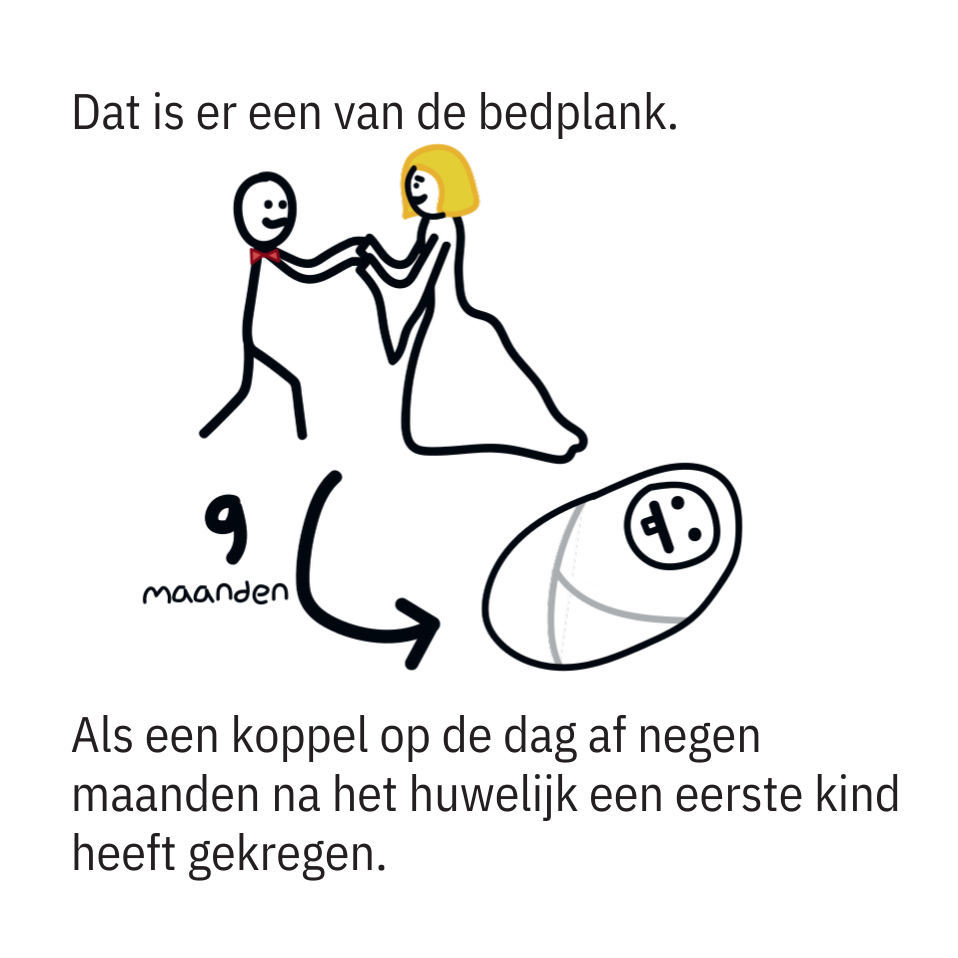 Dat is er een van de bedplank.
9
maanden
Als een koppel op de dag af negen
maanden na het huwelijk een eerste kind
heeft gekregen.